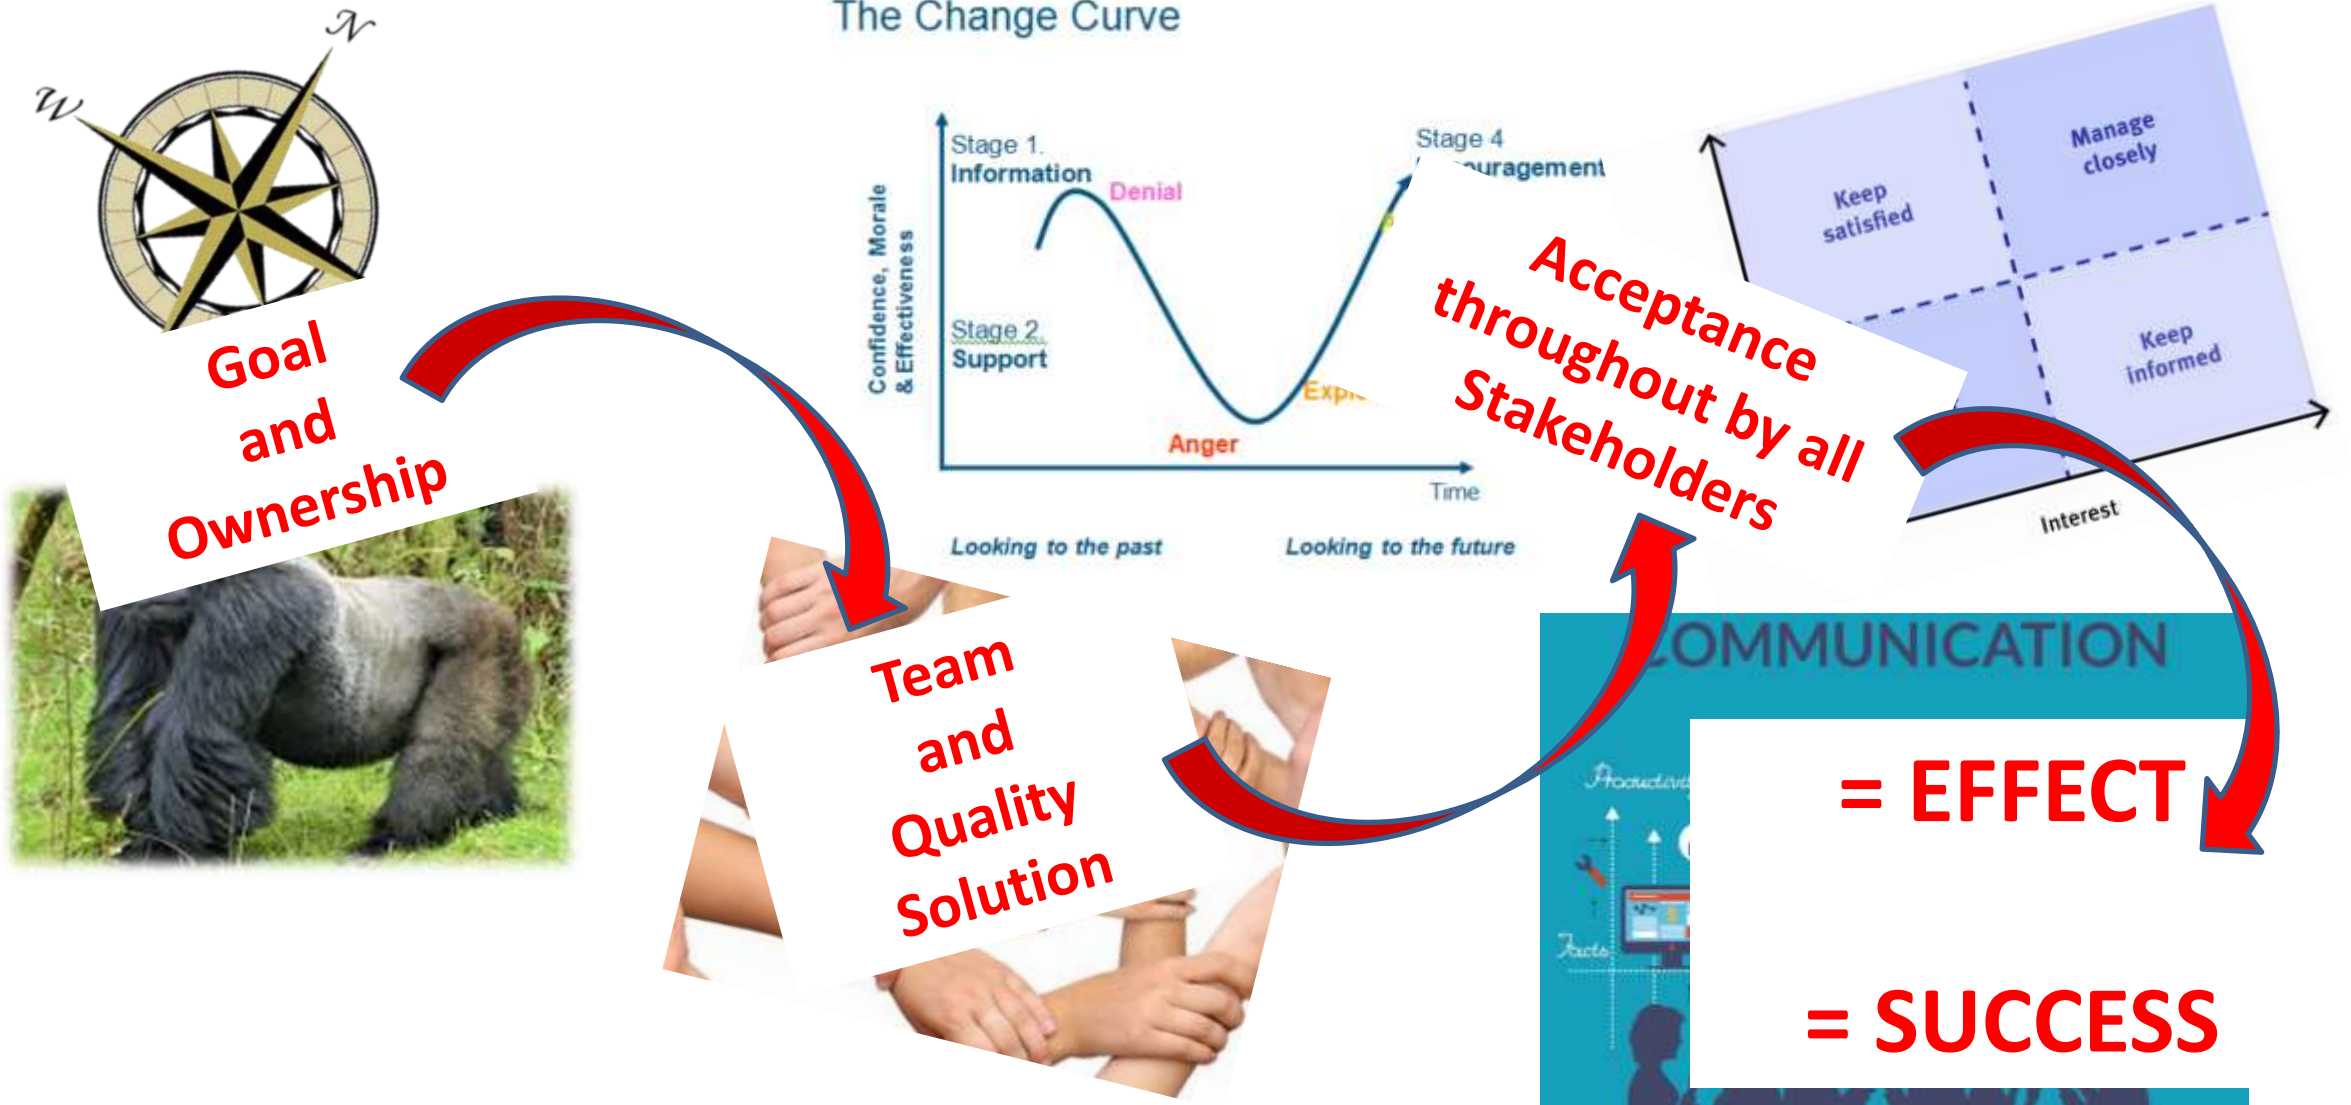 N
W
Goal
and
Ownership
The Change Curve
Stage 1.
Information
Denial
Confidence, Morale
& Effectiveness
Stage 2.
Support
Anger
Stage 4
Time
Looking to the past
Looking to the future
Team
and
Quality
Solution
Acceptance
throughout by all
Stakeholders
Keep
satisfied
Manage
closely
Keep
informed
Interest
COMMUNICATION
Facts
= EFFECT
= SUCCESS